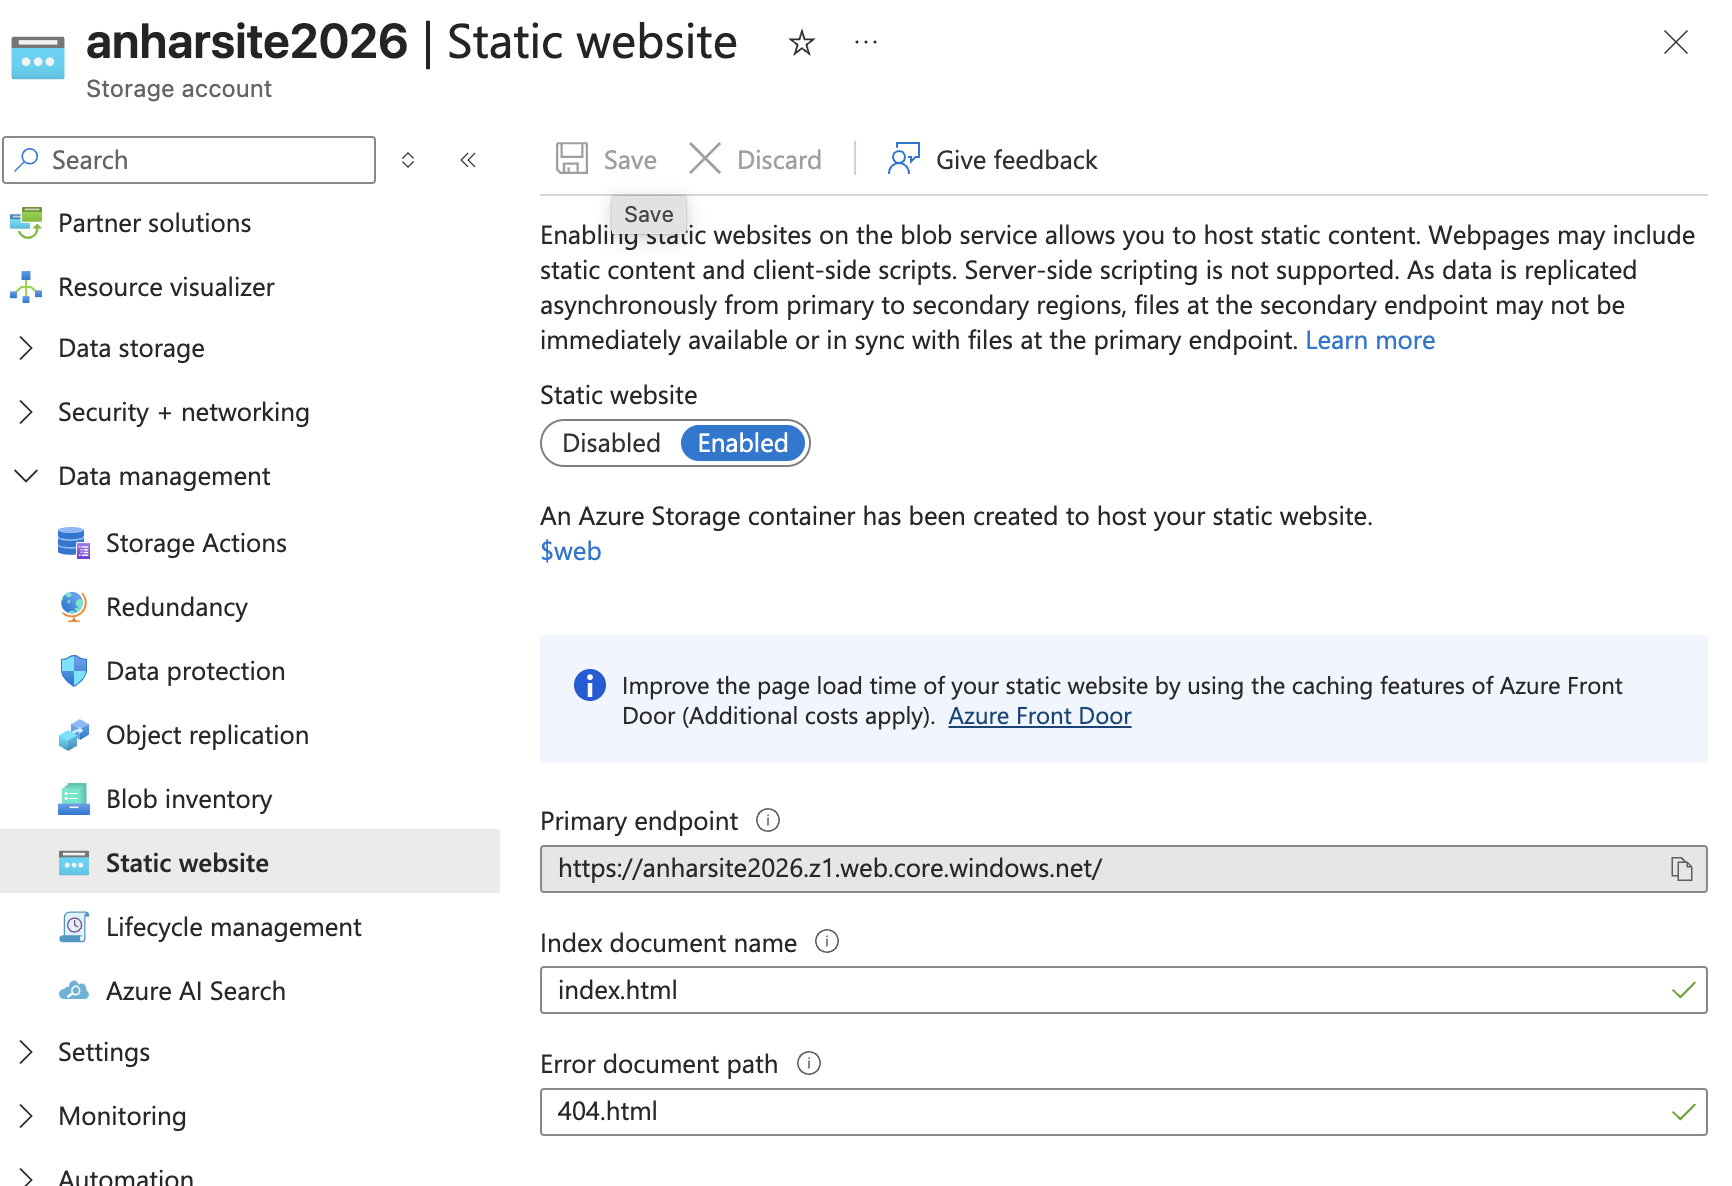 anharsite2026 | Static website
Storage account
Search
Partner solutions
Resource visualizer
Data storage
Security + networking
Data management
Storage Actions
Redundancy
Data protection
Object replication
Blob inventory
Static website
Lifecycle management
Azure AI Search
Settings
Monitoring
Automation
Save
Discard
Give feedback
Save
Enabling static websites on the blob service allows you to host static content. Webpages may include
static content and client-side scripts. Server-side scripting is not supported. As data is replicated
asynchronously from primary to secondary regions, files at the secondary endpoint may not be
immediately available or in sync with files at the primary endpoint. Learn more
Static website
Disabled Enabled
An Azure Storage container has been created to host your static website.
$web
Improve the page load time of your static website by using the caching features of Azure Front
Door (Additional costs apply). Azure Front Door
Primary endpoint
https://anharsite2026.z1.web.core.windows.net/
Index document name
index.html
Error document path
404.html